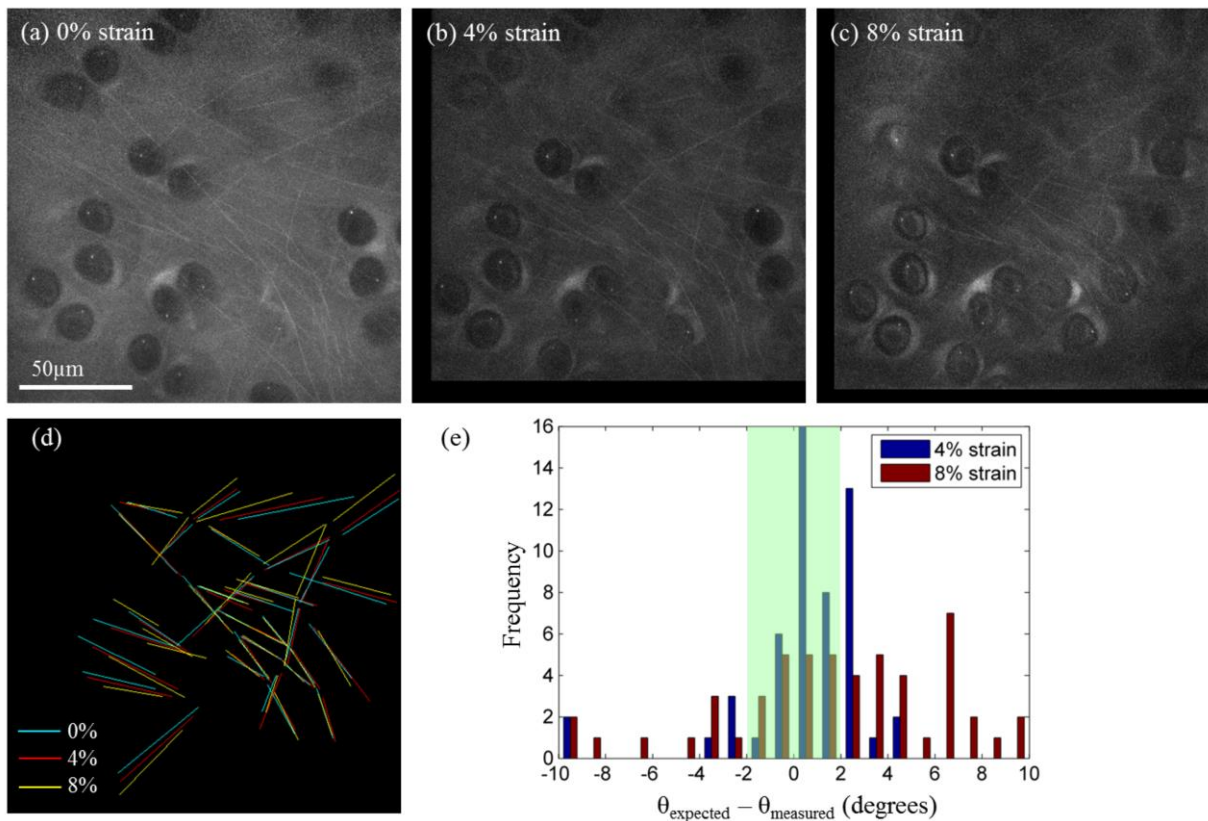 (a) 0% strain
(b) 4% strain
(c) 8% strain
50μm
(d)
0%
4%
8%
(e)
16
14
12
10
8
6
4
2
0
Frequency
4% strain
8% strain
-10 -8 -6 -4 -2 0 2 4 6 8 10
θexpected – θmeasured (degrees)